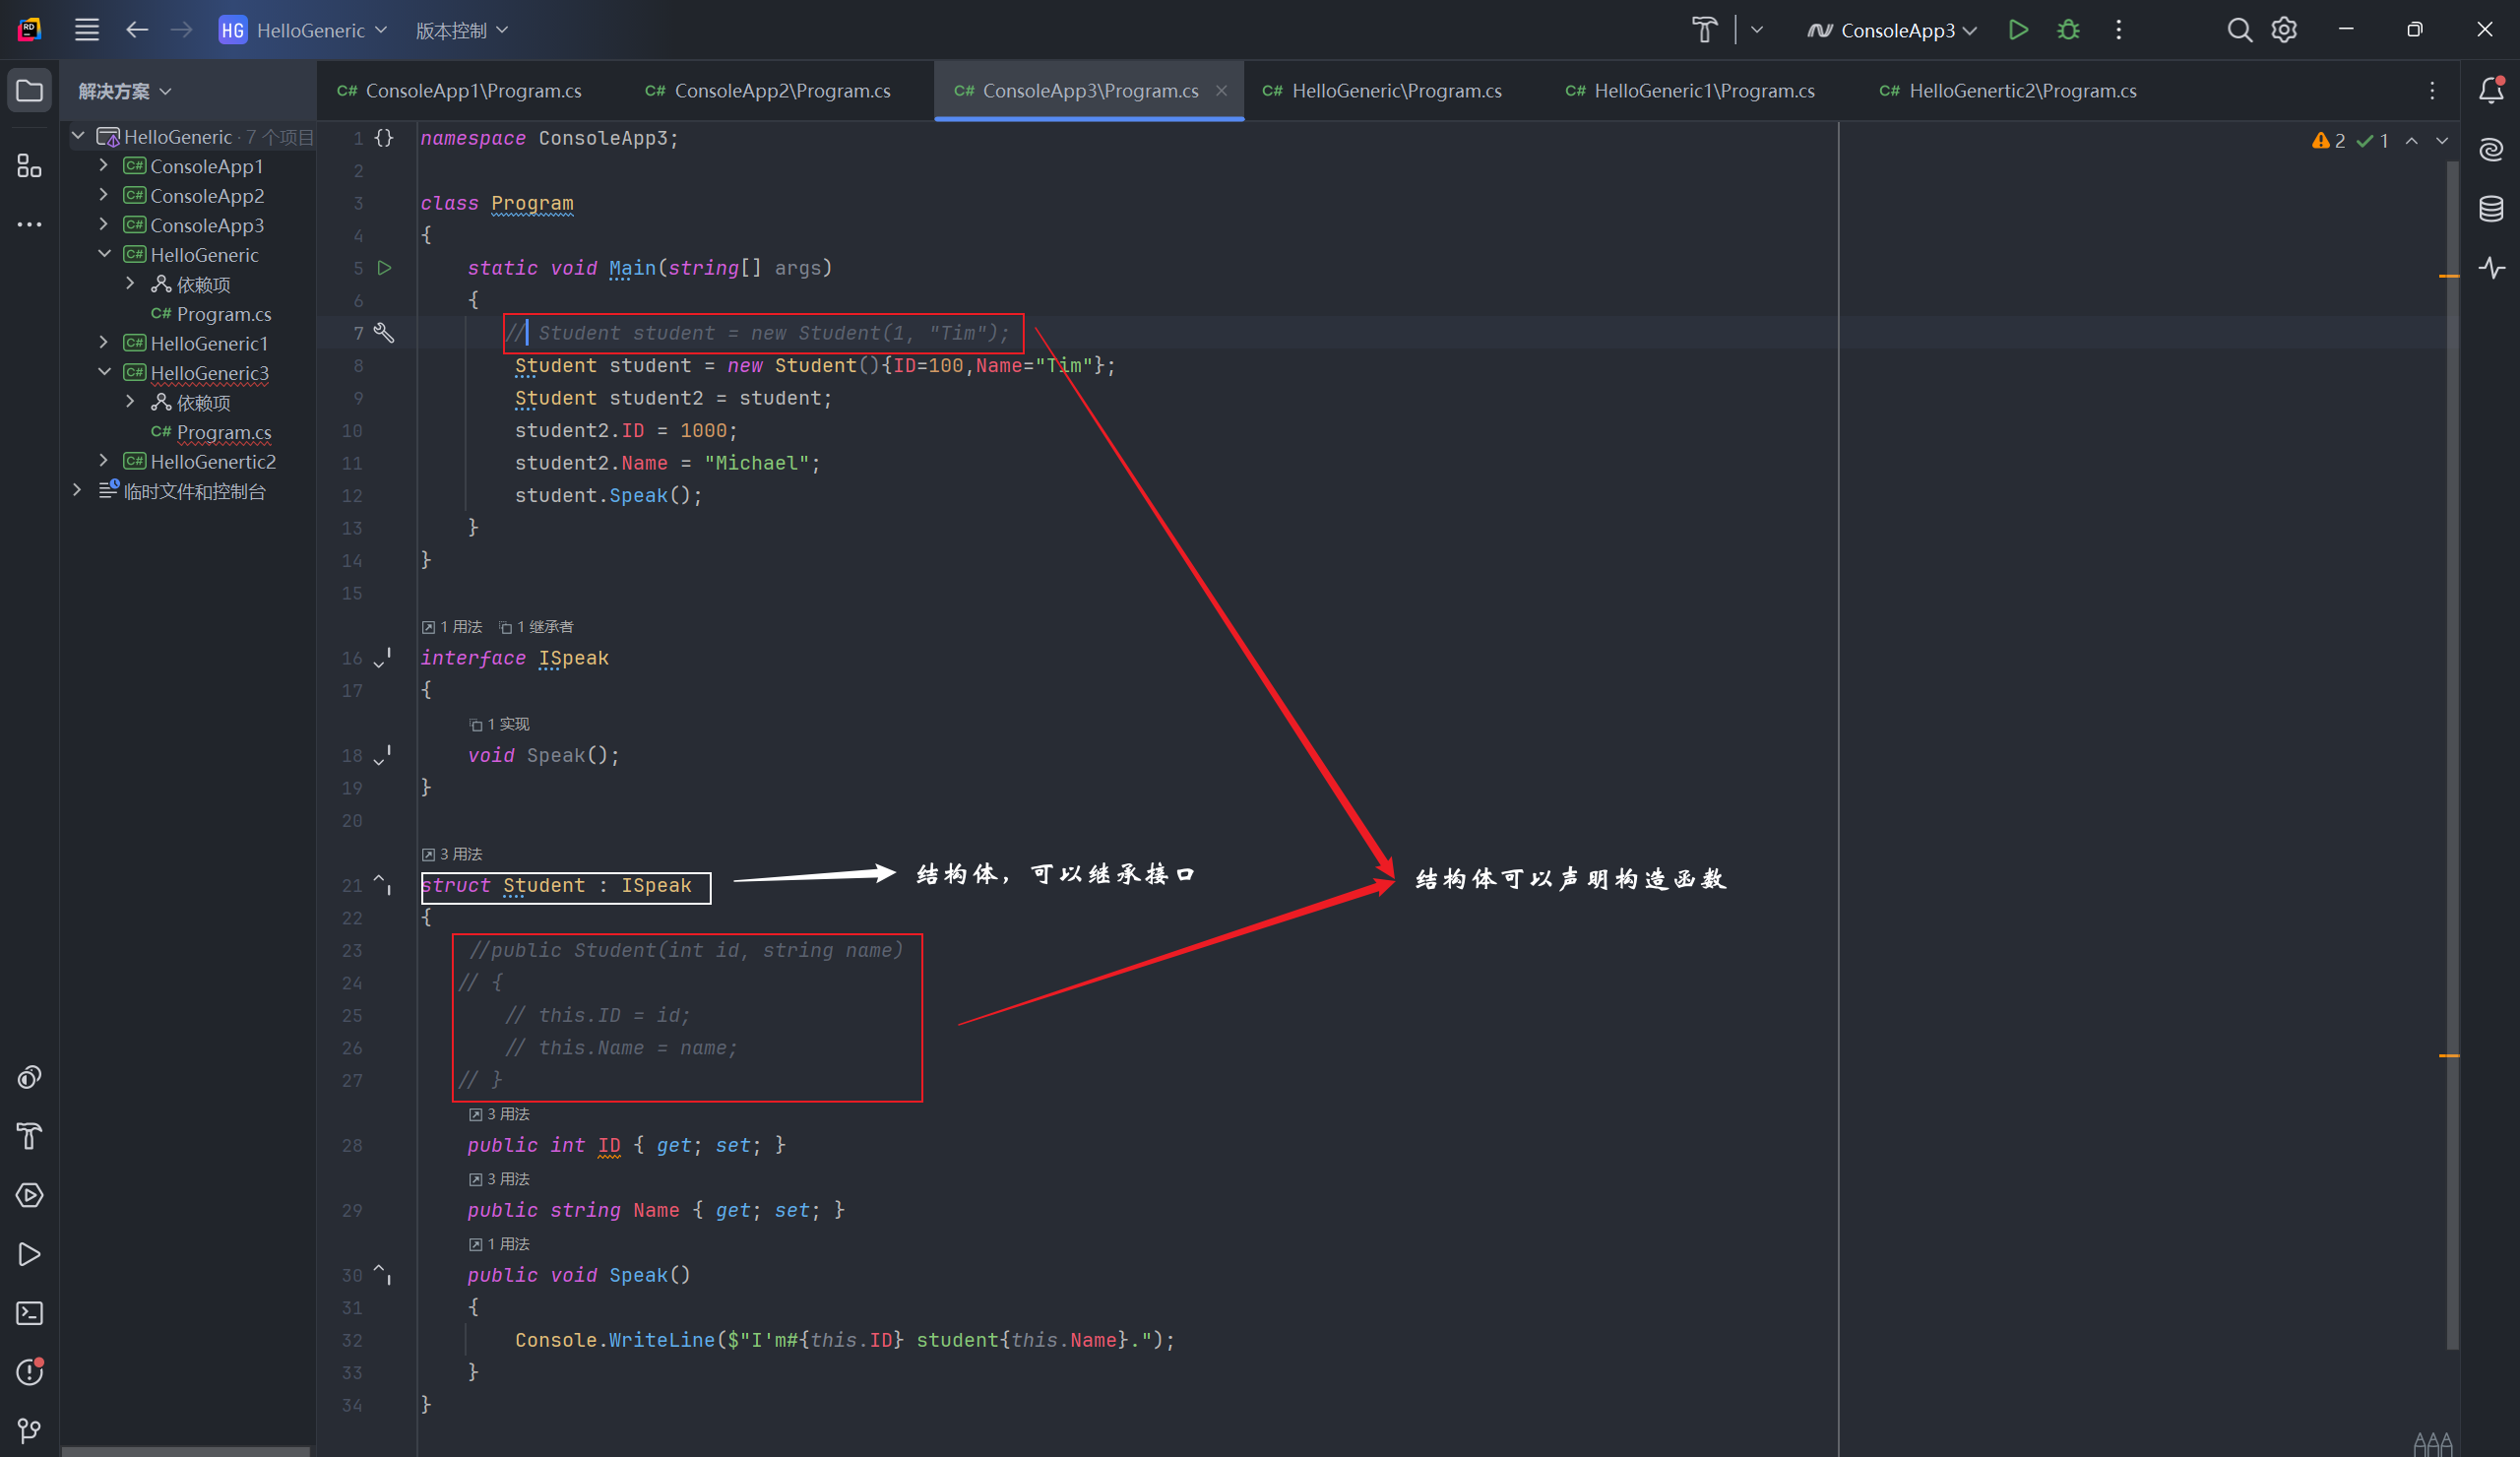 HG HelloGeneric 版本控制 ConsoleApp3
解决方案
C# ConsoleApp1\Program.cs C# ConsoleApp2\Program.cs C# ConsoleApp3\Program.cs C# HelloGeneric\Program.cs C# HelloGeneric1\Program.cs C# HelloGenertic2\Program.cs
HelloGeneric · 7 个项目
C# ConsoleApp1
C# ConsoleApp2
C# ConsoleApp3
C# HelloGeneric
依赖项
C# Program.cs
C# HelloGeneric1
C# HelloGeneric3
依赖项
C# Program.cs
C# HelloGenertic2
临时文件和控制台
2 1
1 {} namespace ConsoleApp3;
2
3 class Program
4 {
5 static void Main(string[] args)
6 {
7 // Student student = new Student(1, "Tim");
8 Student student = new Student(){ID=100,Name="Tim"};
9 Student student2 = student;
10 student2.ID = 1000;
11 student2.Name = "Michael";
12 student.Speak();
13 }
14 }
15
1 用法 1 继承者
16 interface ISpeak
17 {
1 实现
18 void Speak();
19 }
20
3 用法
21 struct Student : ISpeak
结构体，可以继承接口
结构体可以声明构造函数
22 {
23 //public Student(int id, string name)
24 // {
25 // this.ID = id;
26 // this.Name = name;
27 // }
3 用法
28 public int ID { get; set; }
3 用法
29 public string Name { get; set; }
1 用法
30 public void Speak()
31 {
32 Console.WriteLine($"I'm#{this.ID} student{this.Name}.");
33 }
34 }